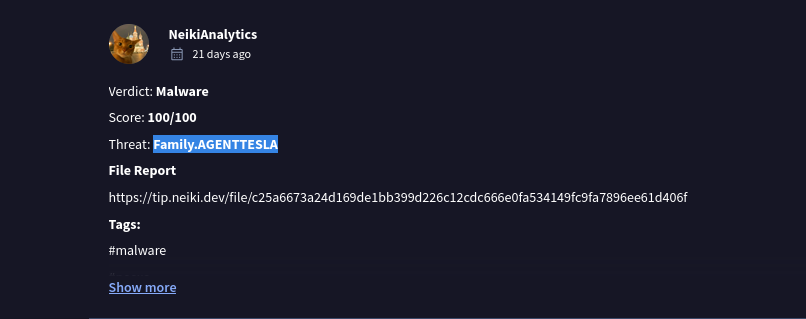 NeikiAnalytics
21 days ago
Verdict: Malware
Score: 100/100
Threat: Family.AGENTTESLA
File Report
https://tip.neiki.dev/file/c25a6673a24d169de1bb399d226c12cdc666e0fa534149fc9fa7896ee61d406f
Tags:
#malware
Show more